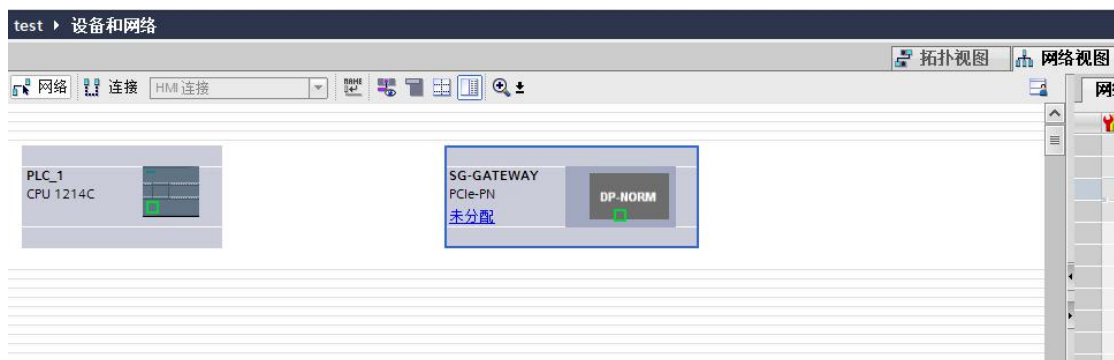 test ▸ 设备和网络
拓扑视图
网络视图
网络
连接
HMI 连接
PLC_1
CPU 1214C
SG-GATEWAY
PCIe-PN
未分配
DP-NORM